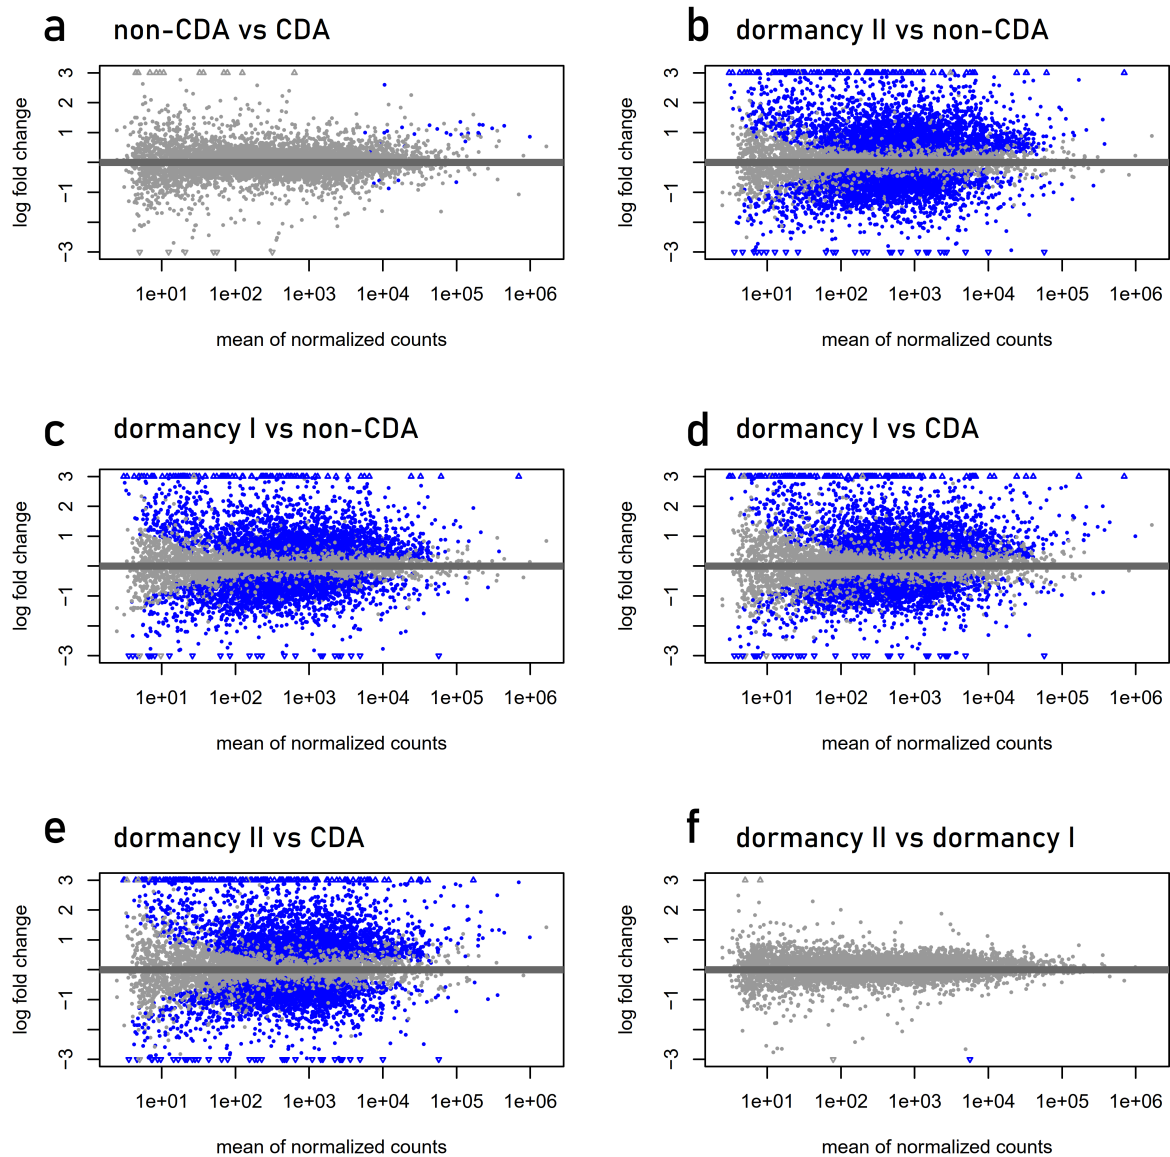 a non-CDA vs CDA
3
2
1
-1
-3
log fold change
1e+01 1e+02 1e+03 1e+04 1e+05 1e+06
mean of normalized counts
b dormancy II vs non-CDA
3
2
1
-1
-3
log fold change
1e+01 1e+02 1e+03 1e+04 1e+05 1e+06
mean of normalized counts
c dormancy I vs non-CDA
3
2
1
-1
-3
log fold change
1e+01 1e+02 1e+03 1e+04 1e+05 1e+06
mean of normalized counts
d dormancy I vs CDA
3
2
1
-1
-3
log fold change
1e+01 1e+02 1e+03 1e+04 1e+05 1e+06
mean of normalized counts
e dormancy II vs CDA
3
2
1
-1
-3
log fold change
1e+01 1e+02 1e+03 1e+04 1e+05 1e+06
mean of normalized counts
f dormancy II vs dormancy I
3
2
1
-1
-3
log fold change
1e+01 1e+02 1e+03 1e+04 1e+05 1e+06
mean of normalized counts